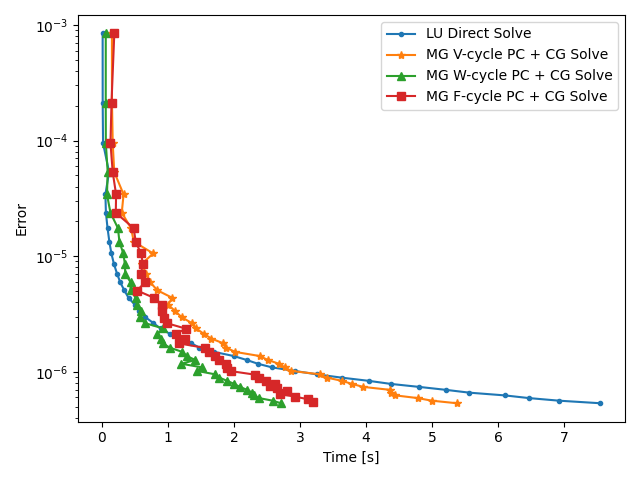 LU Direct Solve
MG V-cycle PC + CG Solve
MG W-cycle PC + CG Solve
MG F-cycle PC + CG Solve
Error
10⁻³
10⁻⁴
10⁻⁵
10⁻⁶
0 1 2 3 4 5 6 7
Time [s]